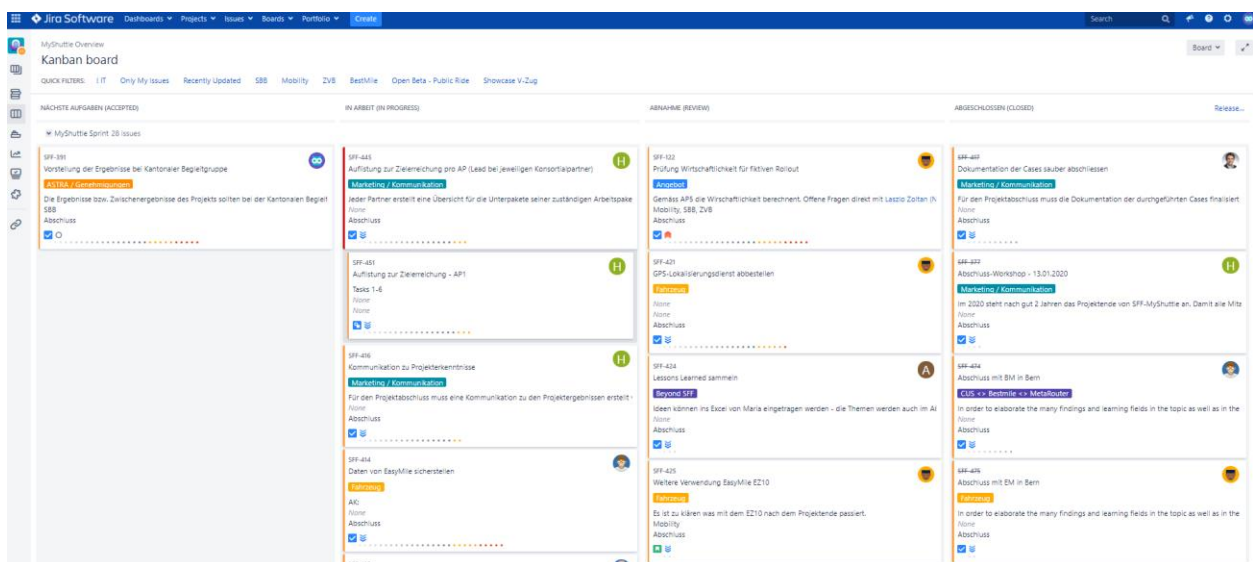 Jira Software Dashboards Projects Issues Boards Portfolio Create Search
MyShuttle Overview
Kanban board
Board
QUICK FILTERS: IT Only My Issues Recently Updated SBB Mobility ZVB BestMile Open Beta - Public Ride Showcase V-Zug
NÄCHSTE AUFGABEN (ACCEPTED)
IN ARBEIT (IN PROGRESS)
ABNAHME (REVIEW)
ABGESCHLOSSEN (CLOSED)
Release...
MyShuttle Sprint 28 issues
SFF-391
Vorstellung der Ergebnisse bei Kantonaler Begleitgruppe
ASTRA / Genehmigungen
Die Ergebnisse bzw. Zwischenergebnisse des Projekts sollten bei der Kantonalen Begleit
SBB
Abschluss
SFF-445
Auflistung zur Zielerreichung pro AP (Lead bei jeweiligen Konsortialpartner)
H
Marketing / Kommunikation
Jeder Partner erstellt eine Übersicht für die Unterpakete seiner zuständigen Arbeitspake
None
Abschluss
SFF-451
Auflistung zur Zielerreichung - AP1
H
Tasks 1-6
None
None
SFF-416
Kommunikation zu Projekterkenntnisse
H
Marketing / Kommunikation
Für den Projektabschluss muss eine Kommunikation zu den Projektergebnissen erstellt
None
Abschluss
SFF-414
Daten von EasyMile sicherstellen
Fahrzeug
AK:
None
Abschluss
SFF-122
Prüfung Wirtschaftlichkeit für fiktiven Rollout
Angebot
Gemäss AP5 die Wirschaftlichkeit berechnet. Offene Fragen direkt mit Laszlo Zoltan (N
Mobility, SBB, ZVB
Abschluss
SFF-421
GPS-Lokalisierungsdienst abbestellen
Fahrzeug
None
None
Abschluss
SFF-424
Lessons Learned sammeln
A
Beyond SFF
Ideen können ins Excel von Maria eingetragen werden - die Themen werden auch im Al
None
Abschluss
SFF-425
Weitere Verwendung EasyMile EZ10
Fahrzeug
Es ist zu klären was mit dem EZ10 nach dem Projektende passiert.
Mobility
Abschluss
Dokumentation der Cases sauber abschliessen
Marketing / Kommunikation
Für den Projektabschluss muss die Dokumentation der durchgeführten Cases finalisiert
None
Abschluss
SFF-377
Abschluss-Workshop - 13.01.2020
H
Marketing / Kommunikation
Im 2020 steht nach gut 2 Jahren das Projektende von SFF-MyShuttle an. Damit alle Mita
None
Abschluss
SFF-474
Abschluss mit BM in Bern
CUS <> Bestmile <> MetaRouter
In order to elaborate the many findings and learning fields in the topic as well as in the
None
Abschluss
SFF-475
Abschluss mit EM in Bern
Fahrzeug
In order to elaborate the many findings and learning fields in the topic as well as in the
None
Abschluss